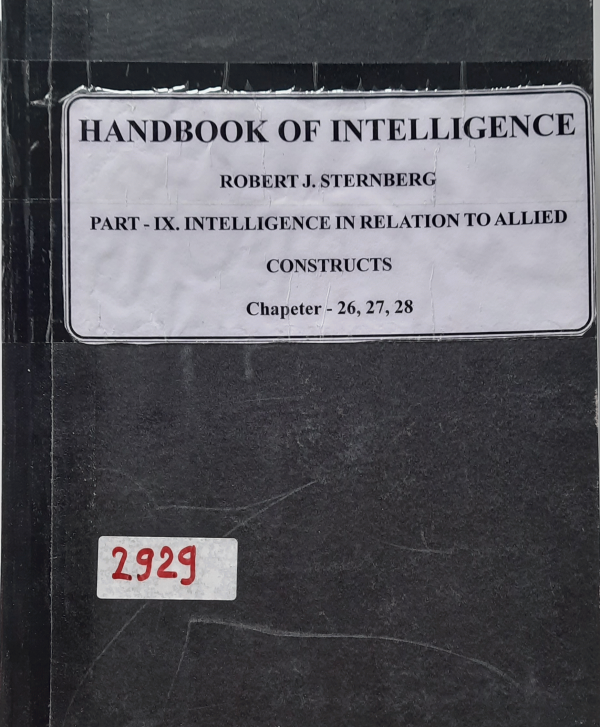 HANDBOOK OF INTELLIGENCE
ROBERT J. STERNBERG
PART - IX. INTELLIGENCE IN RELATION TO ALLIED
CONSTRUCTS
Chapeter - 26, 27, 28
2929